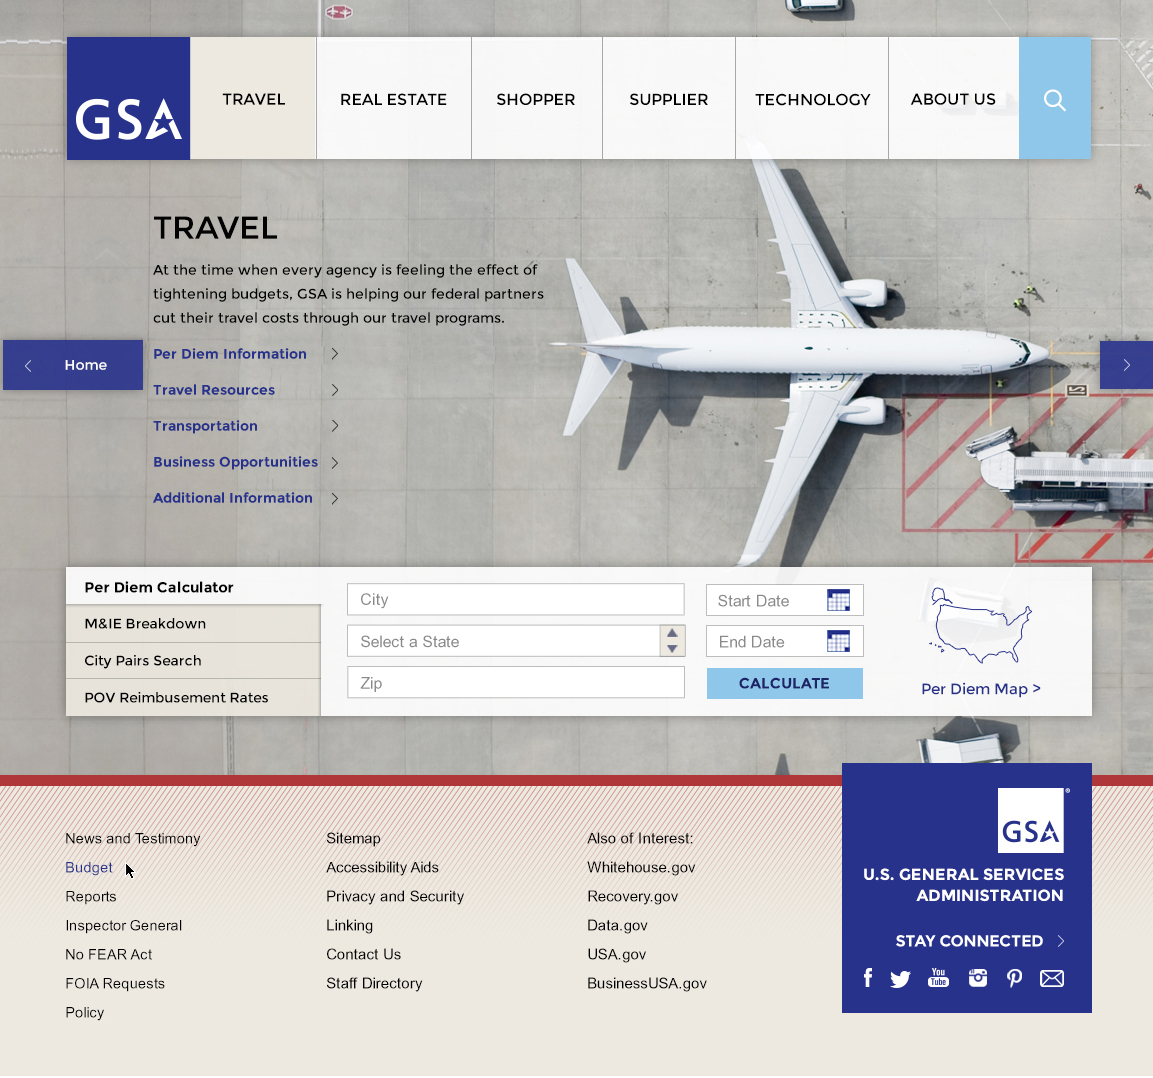 GSA
TRAVEL
REAL ESTATE
SHOPPER
SUPPLIER
TECHNOLOGY
ABOUT US
TRAVEL
At the time when every agency is feeling the effect of
tightening budgets, GSA is helping our federal partners
cut their travel costs through our travel programs.
Home
Per Diem Information
Travel Resources
Transportation
Business Opportunities
Additional Information
Per Diem Calculator
M&IE Breakdown
City Pairs Search
POV Reimbusement Rates
City
Select a State
Zip
Start Date
End Date
CALCULATE
Per Diem Map >
News and Testimony
Budget
Reports
Inspector General
No FEAR Act
FOIA Requests
Policy
Sitemap
Accessibility Aids
Privacy and Security
Linking
Contact Us
Staff Directory
Also of Interest:
Whitehouse.gov
Recovery.gov
Data.gov
USA.gov
BusinessUSA.gov
GSA®
U.S. GENERAL SERVICES
ADMINISTRATION
STAY CONNECTED
You
Tube